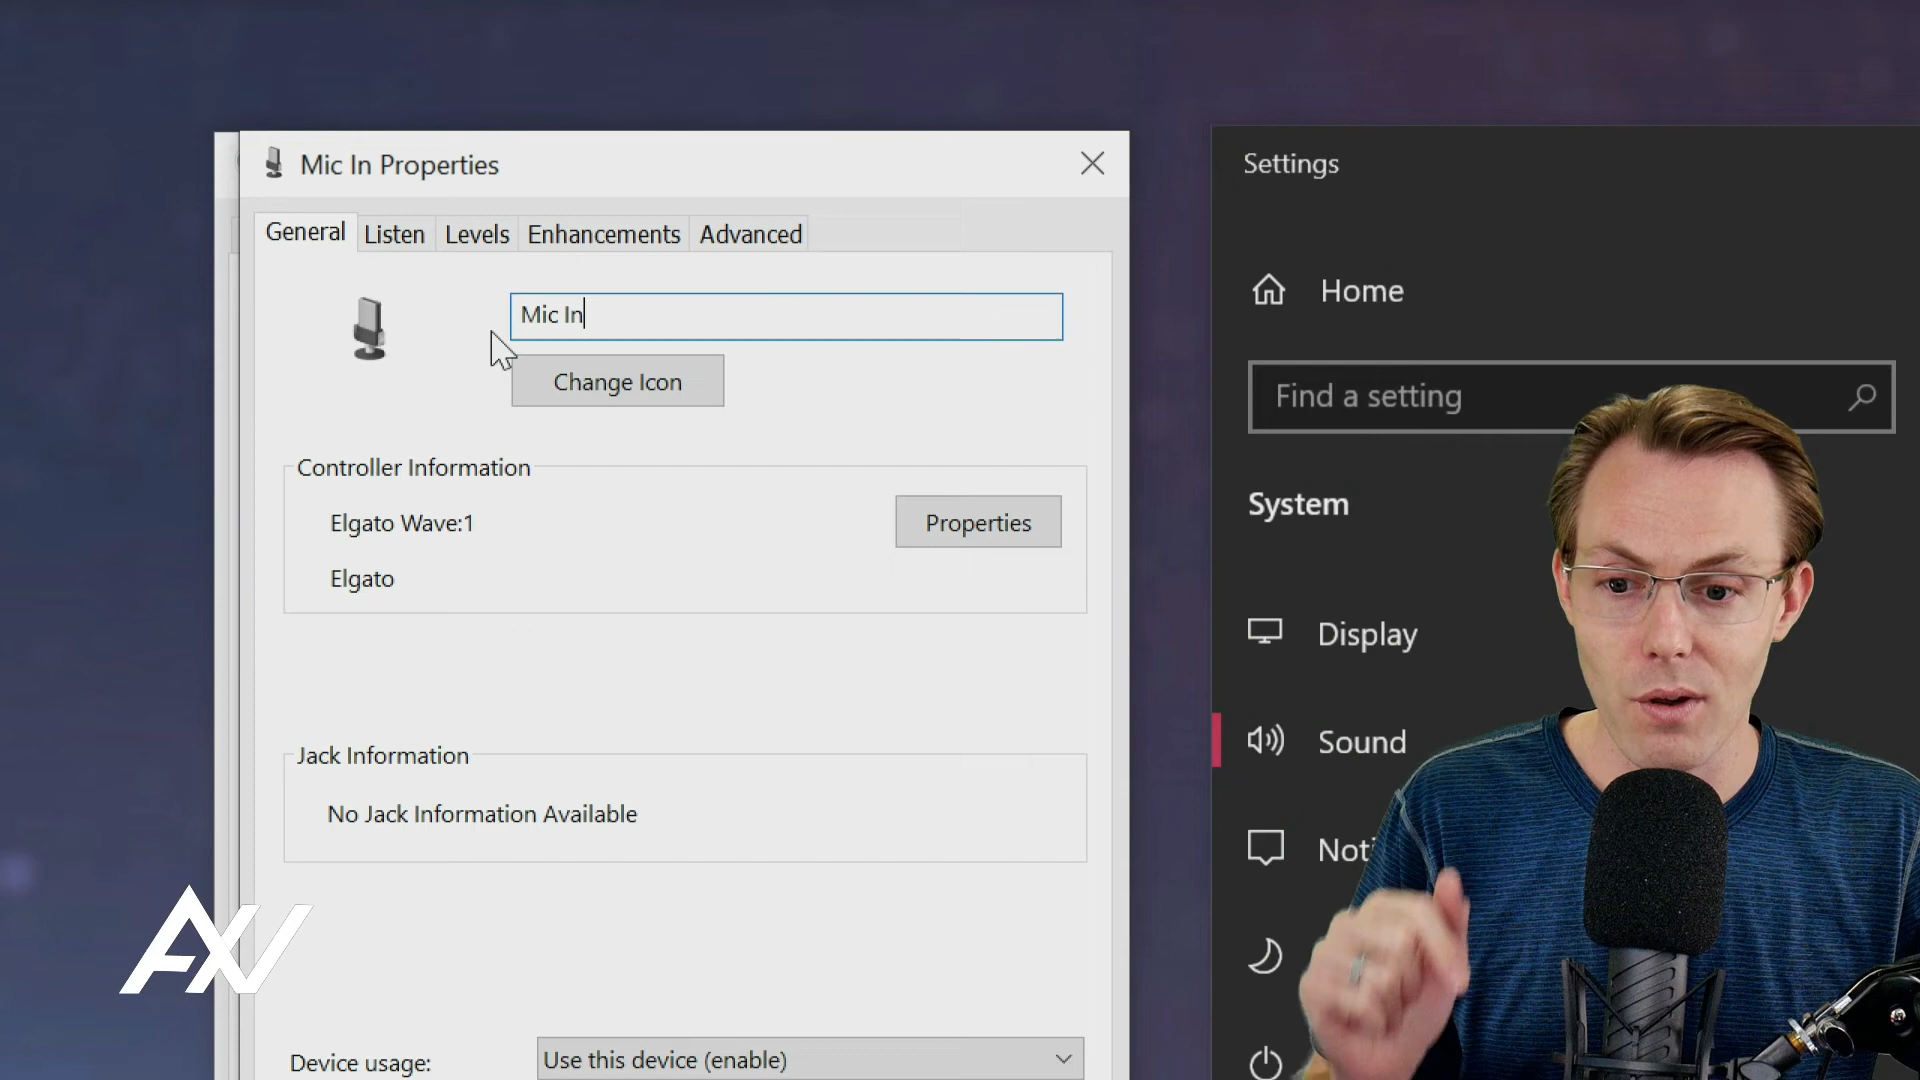 Mic In Properties
General
Listen
Levels
Enhancements
Advanced
Mic In
Change Icon
Controller Information
Elgato Wave:1
Properties
Elgato
Jack Information
No Jack Information Available
Device usage:
Use this device (enable)
Settings
Home
Find a setting
System
Display
Sound
Noti